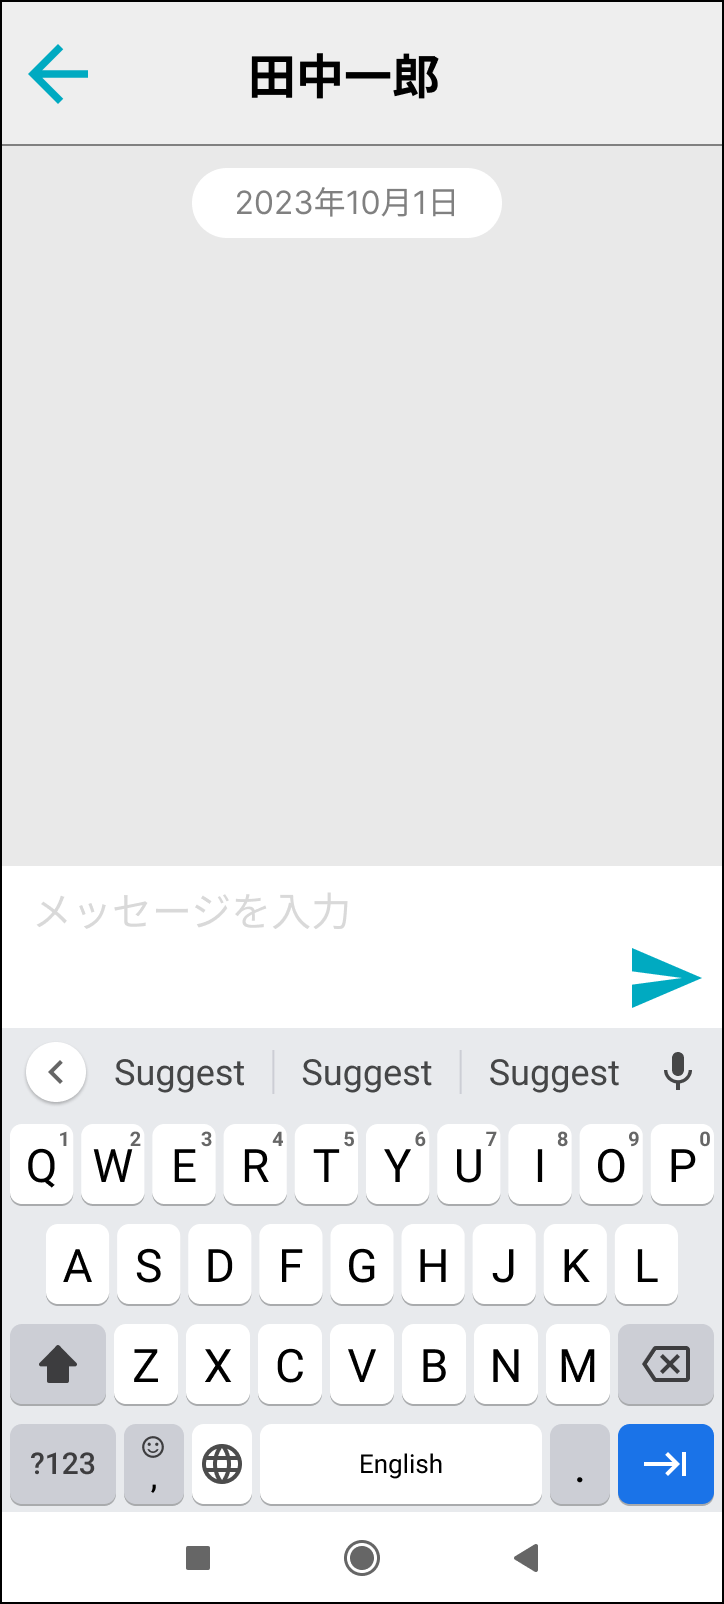 田中一郎
2023年10月1日
メッセージを入力
Suggest Suggest Suggest
Q1 W2 E3 R4 T5 Y6 U7 I8 O9 P0
A S D F G H J K L
Z X C V B N M
?123 , English .